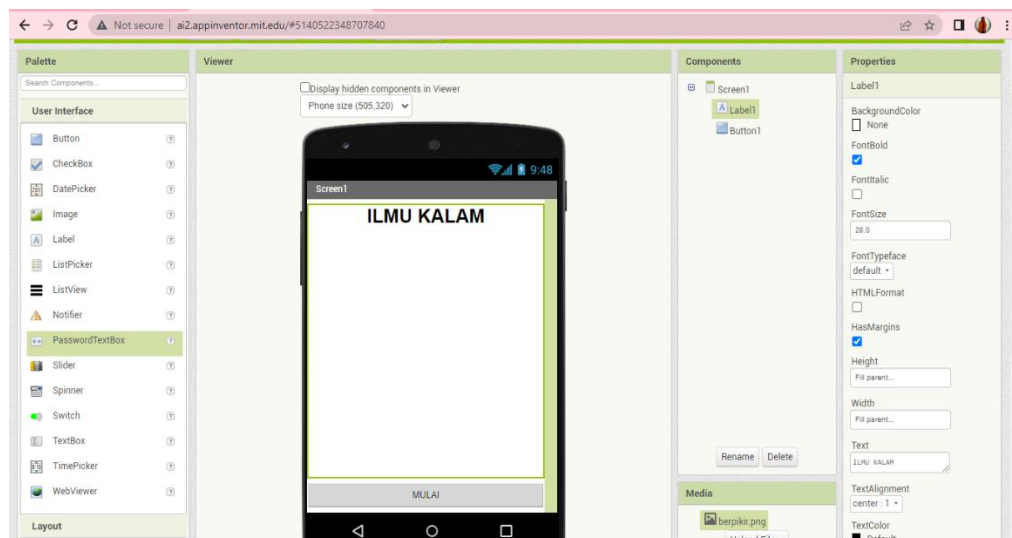 Not secure | ai2.appinventor.mit.edu/#5140522348707840
Palette
Search Components...
User Interface
Button
CheckBox
DatePicker
Image
Label
ListPicker
ListView
Notifier
PasswordTextBox
Slider
Spinner
Switch
TextBox
TimePicker
WebViewer
Layout
Viewer
Display hidden components in Viewer
Phone size (505,320)
9:48
Screen1
ILMU KALAM
MULAI
Components
Screen1
Label1
Button1
Rename Delete
Media
berpikir.png
Properties
Label1
BackgroundColor
None
FontBold
FontItalic
FontSize
28.0
FontTypeface
default
HTMLFormat
HasMargins
Height
Fill parent...
Width
Fill parent...
Text
ILMU KALAM
TextAlignment
center : 1
TextColor
Default